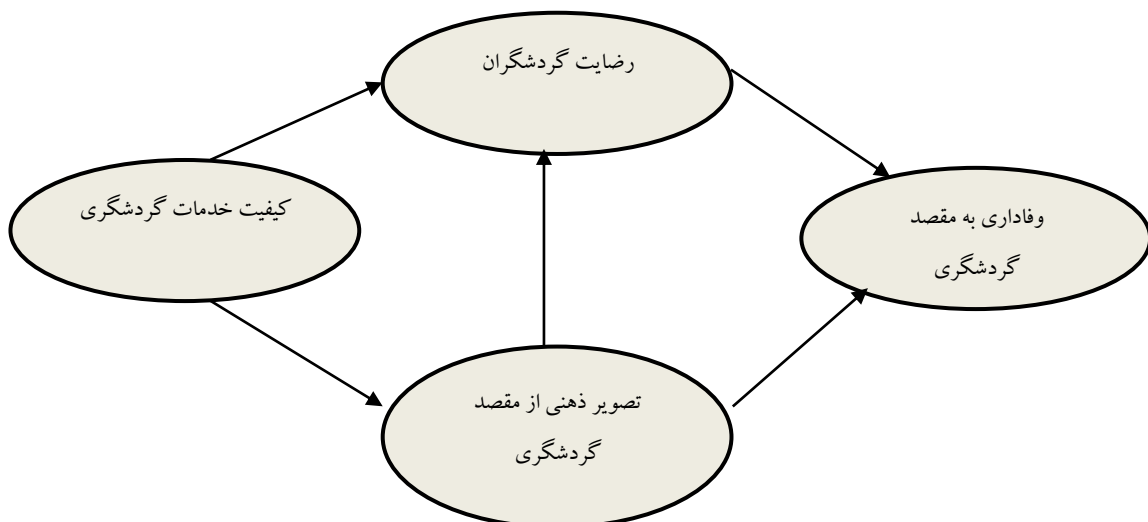 رضایت گردشگران
کیفیت خدمات گردشگری
وفاداری به مقصد
گردشگری
تصویر ذهنی از مقصد
گردشگری